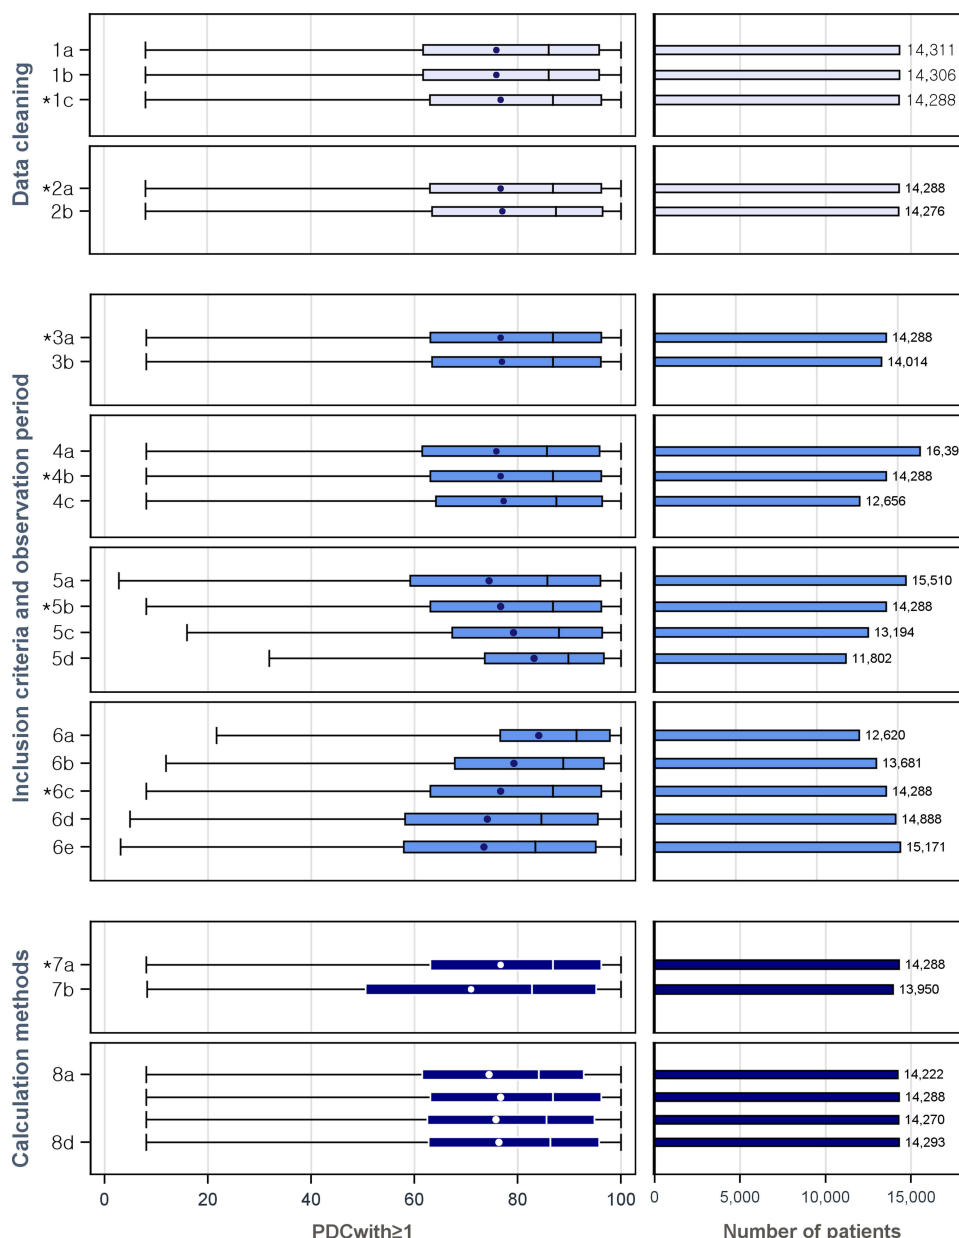 Data cleaning
1a 14,311
1b 14,306
*1c 14,288
*2a 14,288
2b 14,276
Inclusion criteria and observation period
*3a 14,288
3b 14,014
4a 16,39
*4b 14,288
4c 12,656
5a 15,510
*5b 14,288
5c 13,194
5d 11,802
6a 12,620
6b 13,681
*6c 14,288
6d 14,888
6e 15,171
Calculation methods
*7a 14,288
7b 13,950
8a 14,222
14,288
14,270
8d 14,293
0 20 40 60 80 100 0 5,000 10,000 15,000
PDCwith≥1 Number of patients